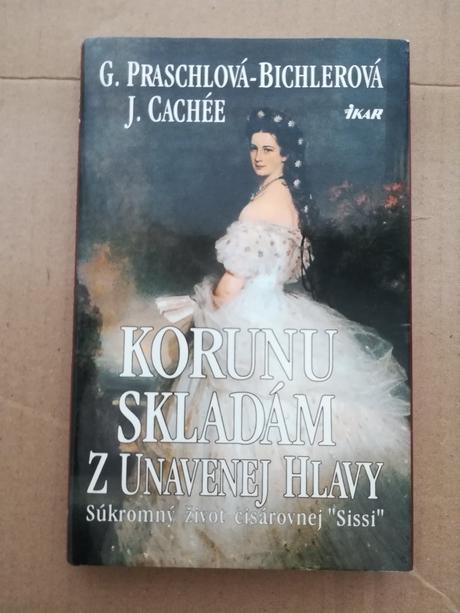 G. PRASCHLOVÁ-BICHLEROVÁ
J. CACHÉE
IKAR
KORUNU
SKLADÁM
Z UNAVENEJ HLAVY
Súkromný život cisárovnej "Sissi"